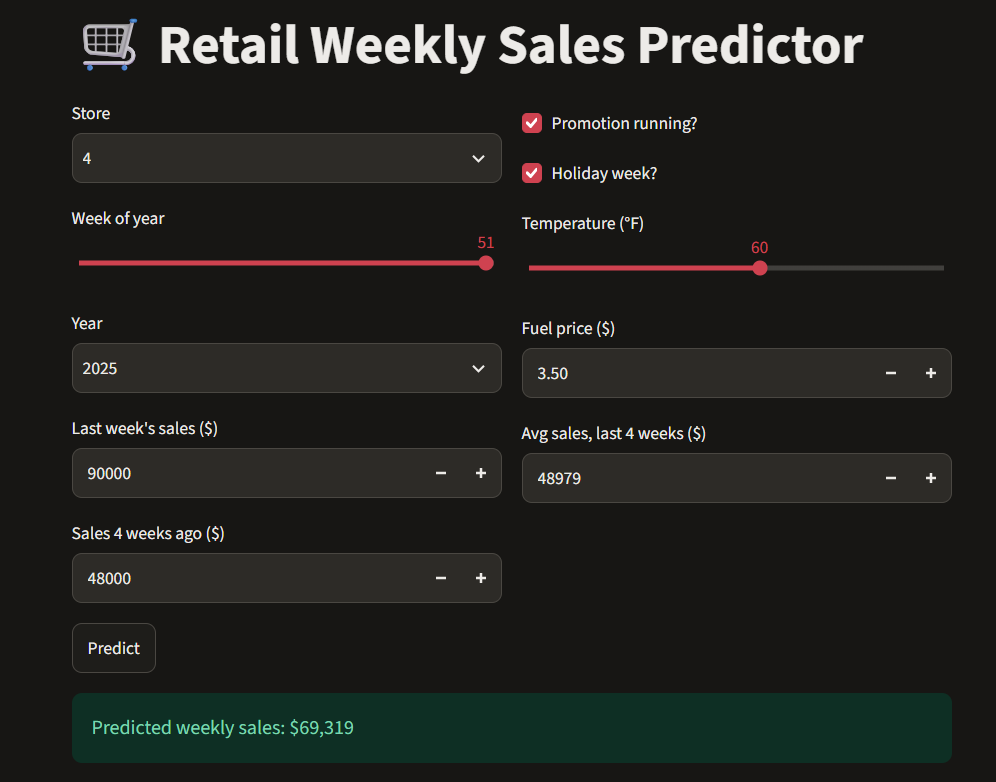 Retail Weekly Sales Predictor
Store
4
Promotion running?
Holiday week?
Week of year
51
Temperature (°F)
60
Year
2025
Fuel price ($)
3.50
Last week's sales ($)
90000
Avg sales, last 4 weeks ($)
48979
Sales 4 weeks ago ($)
48000
Predict
Predicted weekly sales: $69,319